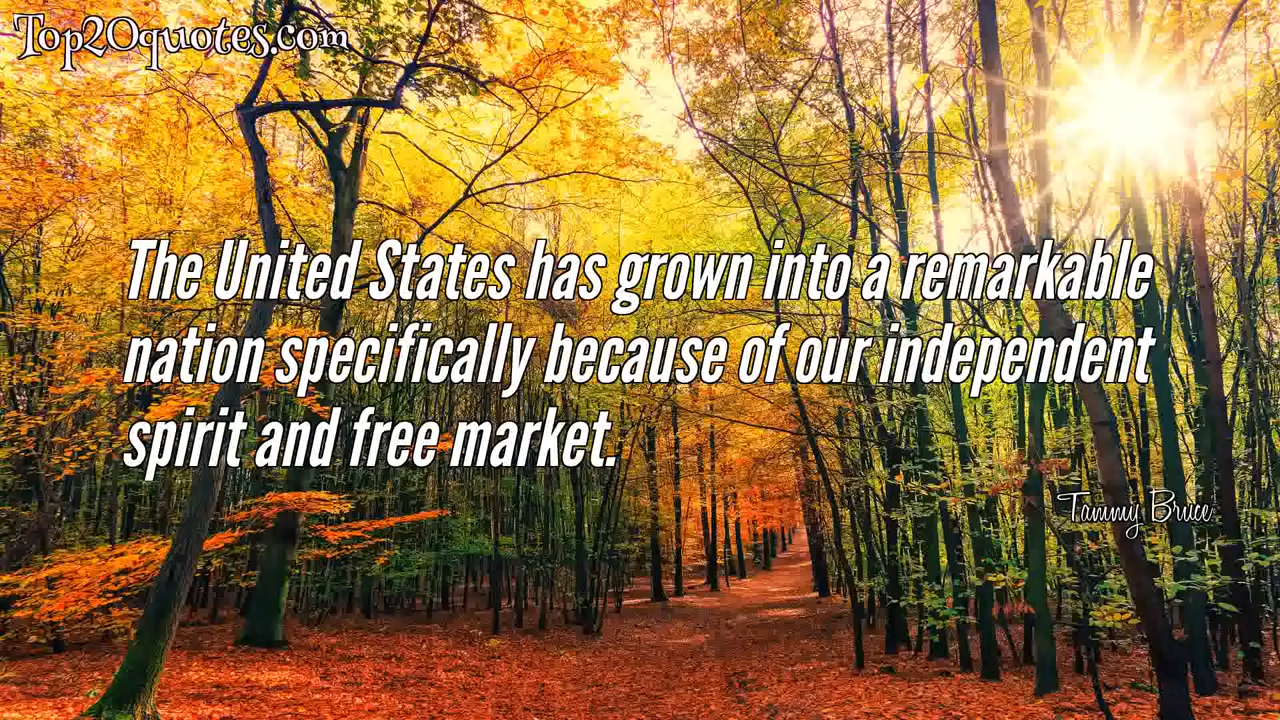 Top20quotes.com
The United States has grown into a remarkable
nation specifically because of our independent
spirit and free market.
Tammy Bruce